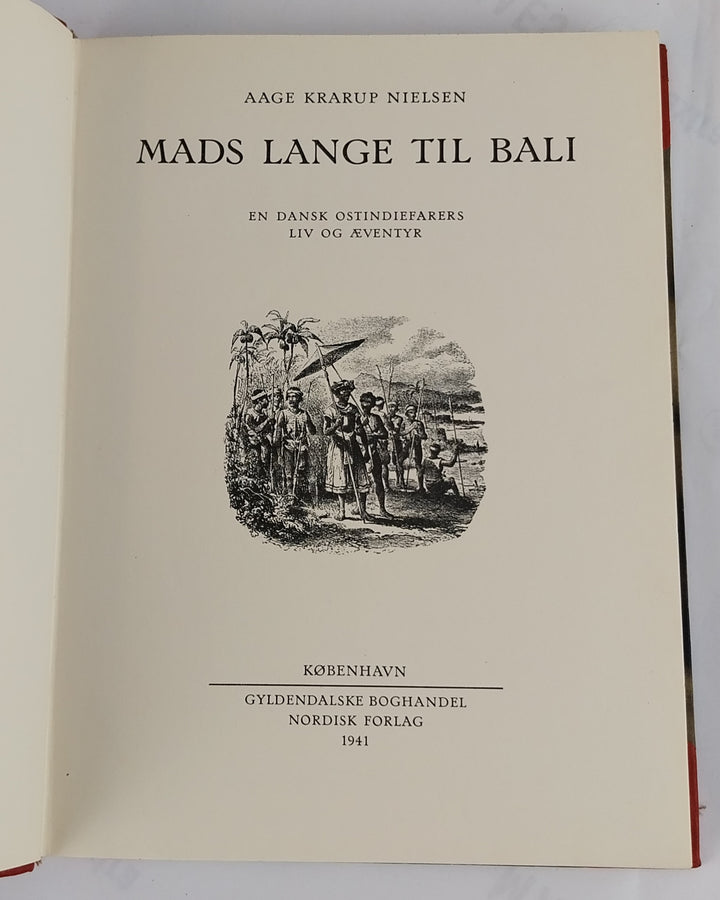 AAGE KRARUP NIELSEN
MADS LANGE TIL BALI
EN DANSK OSTINDIEFARERS
LIV OG ÆVENTYR
KØBENHAVN
GYLDENDALSKE BOGHANDEL
NORDISK FORLAG
1941